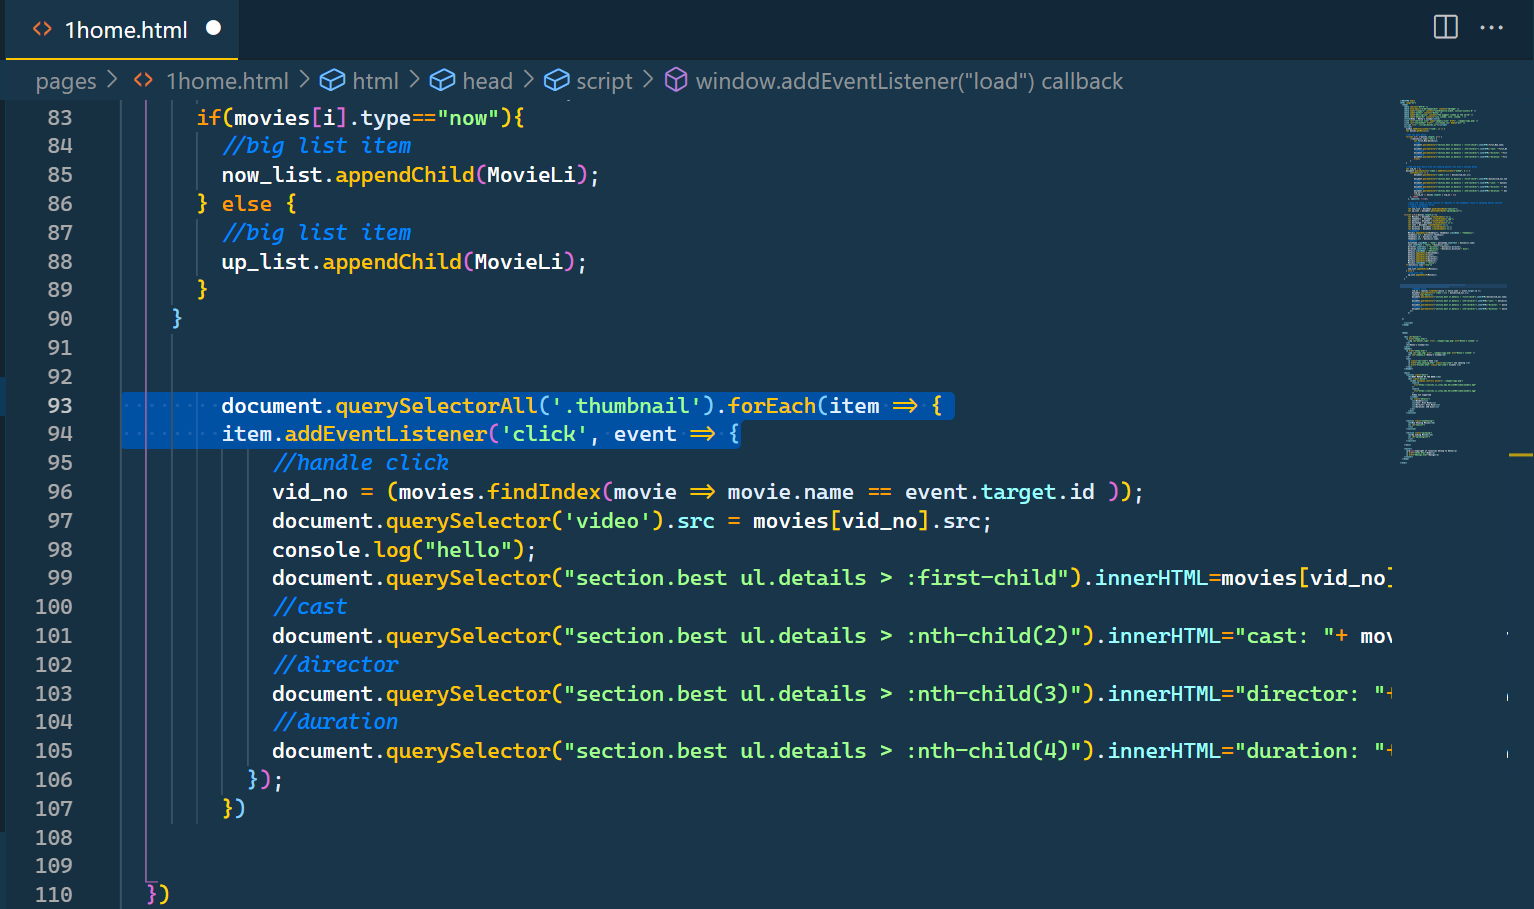 1home.html
pages > 1home.html > html > head > script > window.addEventListener("load") callback
83 if(movies[i].type=="now"){
84 //big list item
85 now_list.appendChild(MovieLi);
86 } else {
87 //big list item
88 up_list.appendChild(MovieLi);
89 }
90 }
91
92
93 document.querySelectorAll('.thumbnail').forEach(item => {
94 item.addEventListener('click', event => {
95 //handle click
96 vid_no = (movies.findIndex(movie => movie.name == event.target.id ));
97 document.querySelector('video').src = movies[vid_no].src;
98 console.log("hello");
99 document.querySelector("section.best ul.details > :first-child").innerHTML=movies[vid_no]
100 //cast
101 document.querySelector("section.best ul.details > :nth-child(2)").innerHTML="cast: "+ mov
102 //director
103 document.querySelector("section.best ul.details > :nth-child(3)").innerHTML="director: "+
104 //duration
105 document.querySelector("section.best ul.details > :nth-child(4)").innerHTML="duration: "+
106 });
107 })
108
109
110 })